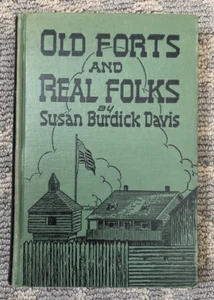 OLD FORTS
AND
REAL FOLKS
BY
SUSAN BURDICK DAVIS